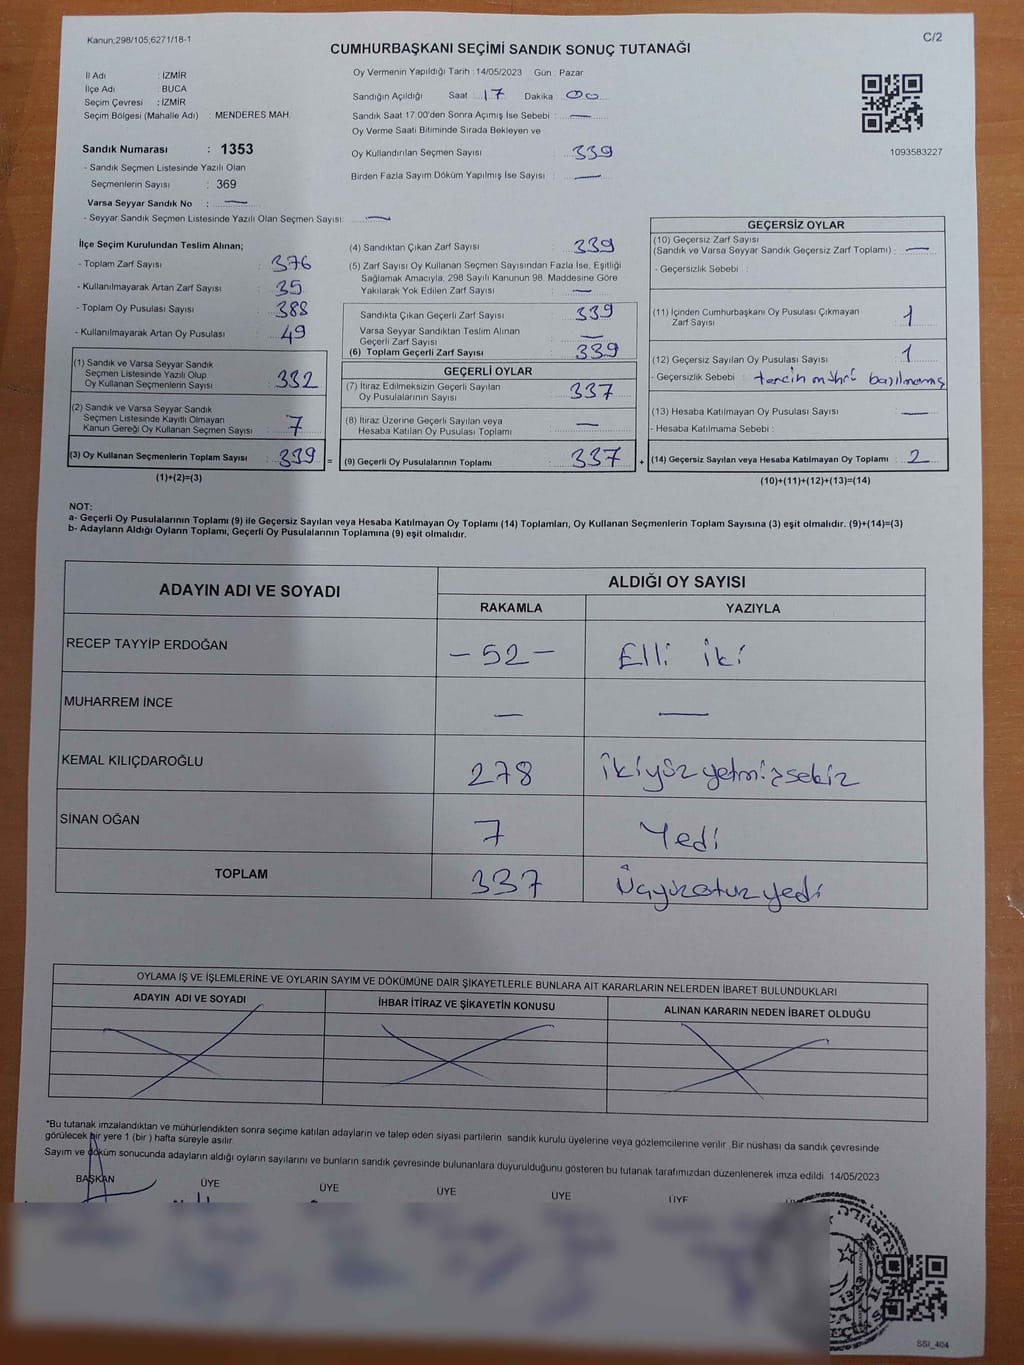 Kanun;298/105,6271/18-1
C/2
CUMHURBAŞKANI SEÇİMİ SANDIK SONUÇ TUTANAĞI
İl Adı : İZMİR
İlçe Adı : BUCA
Seçim Çevresi : İZMİR
Seçim Bölgesi (Mahalle Adı) : MENDERES MAH.
Sandık Numarası : 1353
- Sandık Seçmen Listesinde Yazılı Olan
Seçmenlerin Sayısı : 369
Varsa Seyyar Sandık No : —
- Seyyar Sandık Seçmen Listesinde Yazılı Olan Seçmen Sayısı: —
Oy Vermenin Yapıldığı Tarih : 14/05/2023 Gün : Pazar
Sandığın Açıldığı Saat : 17 Dakika : 00
Sandık Saat 17:00'den Sonra Açımış İse Sebebi : —
Oy Verme Saati Bitiminde Sırada Bekleyen ve
Oy Kullandırılan Seçmen Sayısı : 339
Birden Fazla Sayım Döküm Yapılmış İse Sayısı : —
1093583227
İlçe Seçim Kurulundan Teslim Alınan;
- Toplam Zarf Sayısı : 376
- Kullanılmayarak Artan Zarf Sayısı : 35
- Toplam Oy Pusulası Sayısı : 388
- Kullanılmayarak Artan Oy Pusulası : 49
(1) Sandık ve Varsa Seyyar Sandık
Seçmen Listesinde Yazılı Olup
Oy Kullanan Seçmenlerin Sayısı : 332
(2) Sandık ve Varsa Seyyar Sandık
Seçmen Listesinde Kayıtlı Olmayan
Kanun Gereği Oy Kullanan Seçmen Sayısı : 7
(3) Oy Kullanan Seçmenlerin Toplam Sayısı : 339 =
(1)+(2)=(3)
(4) Sandıktan Çıkan Zarf Sayısı : 339
(5) Zarf Sayısı Oy Kullanan Seçmen Sayısından Fazla İse, Eşitliği
Sağlamak Amacıyla; 298 Sayılı Kanunun 98. Maddesine Göre
Yakılarak Yok Edilen Zarf Sayısı : —
Sandıkta Çıkan Geçerli Zarf Sayısı : 339
Varsa Seyyar Sandıktan Teslim Alınan
Geçerli Zarf Sayısı : —
(6) Toplam Geçerli Zarf Sayısı : 339
GEÇERLİ OYLAR
(7) İtiraz Edilmeksizin Geçerli Sayılan
Oy Pusulalarının Sayısı : 337
(8) İtiraz Üzerine Geçerli Sayılan veya
Hesaba Katılan Oy Pusulası Toplamı : —
(9) Geçerli Oy Pusulalarının Toplamı : 337 +
GEÇERSİZ OYLAR
(10) Geçersiz Zarf Sayısı
(Sandık ve Varsa Seyyar Sandık Geçersiz Zarf Toplamı) : —
- Geçersizlik Sebebi :
(11) İçinden Cumhurbaşkanı Oy Pusulası Çıkmayan
Zarf Sayısı : 1
(12) Geçersiz Sayılan Oy Pusulası Sayısı : 1
- Geçersizlik Sebebi : tercih mührü basılmamış
(13) Hesaba Katılmayan Oy Pusulası Sayısı : —
- Hesaba Katılmama Sebebi :
(14) Geçersiz Sayılan veya Hesaba Katılmayan Oy Toplamı : 2
(10)+(11)+(12)+(13)=(14)
NOT:
a- Geçerli Oy Pusulalarının Toplamı (9) ile Geçersiz Sayılan veya Hesaba Katılmayan Oy Toplamı (14) Toplamları, Oy Kullanan Seçmenlerin Toplam Sayısına (3) eşit olmalıdır. (9)+(14)=(3)
b- Adayların Aldığı Oyların Toplamı, Geçerli Oy Pusulalarının Toplamına (9) eşit olmalıdır.
ADAYIN ADI VE SOYADI ALDIĞI OY SAYISI
RAKAMLA YAZIYLA
RECEP TAYYİP ERDOĞAN - 52 - Elli iki
MUHARREM İNCE — —
KEMAL KILIÇDAROĞLU 278 İkiyüz yetmişsekiz
SİNAN OĞAN 7 Yedi
TOPLAM 337 Üçyüzotuzyedi
OYLAMA İŞ VE İŞLEMLERİNE VE OYLARIN SAYIM VE DÖKÜMÜNE DAİR ŞİKAYETLERLE BUNLARA AİT KARARLARIN NELERDEN İBARET BULUNDUKLARI
ADAYIN ADI VE SOYADI İHBAR İTİRAZ VE ŞİKAYETİN KONUSU ALINAN KARARIN NEDEN İBARET OLDUĞU
*Bu tutanak imzalandıktan ve mühürlendikten sonra seçime katılan adayların ve talep eden siyasi partilerin sandık kurulu üyelerine veya gözlemcilerine verilir. Bir nüshası da sandık çevresinde
görülecek bir yere 1 (bir ) hafta süreyle asılır.
Sayım ve döküm sonucunda adayların aldığı oyların sayılarını ve bunların sandık çevresinde bulunanlara duyurulduğunu gösteren bu tutanak tarafımızdan düzenlenerek imza edildi. 14/05/2023
BAŞKAN ÜYE ÜYE ÜYE ÜYE ÜYE
SSI_404